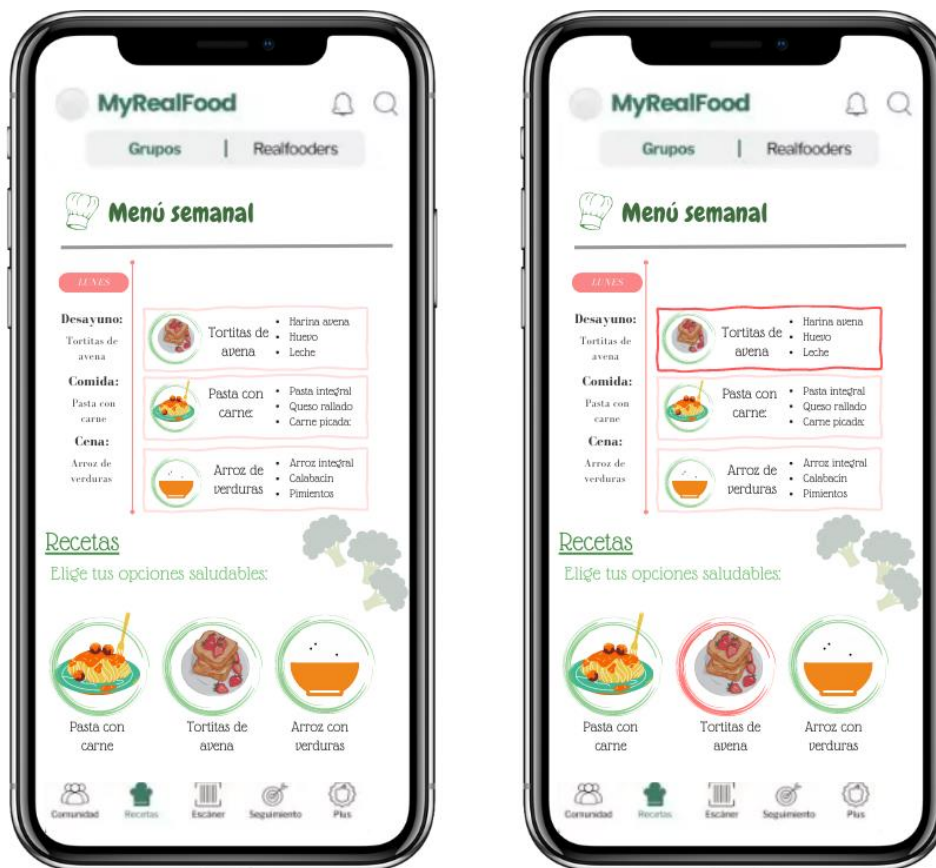 MyRealFood
Grupos | Realfooders
Menú semanal
LUNES
Desayuno:
Tortitas de
avena
Comida:
Pasta con
carne
Cena:
Arroz de
verduras
Tortitas de
avena
• Harina avena
• Huevo
• Leche
Pasta con
carne:
• Pasta integral
• Queso rallado
• Carne picada:
Arroz de
verduras
• Arroz integral
• Calabacín
• Pimientos
Recetas
Elige tus opciones saludables:
Pasta con
carne
Tortitas de
avena
Arroz con
verduras
Comunidad
Recetas
Escáner
Seguimiento
Plus
MyRealFood
Grupos | Realfooders
Menú semanal
LUNES
Desayuno:
Tortitas de
avena
Comida:
Pasta con
carne
Cena:
Arroz de
verduras
Tortitas de
avena
• Harina avena
• Huevo
• Leche
Pasta con
carne:
• Pasta integral
• Queso rallado
• Carne picada:
Arroz de
verduras
• Arroz integral
• Calabacín
• Pimientos
Recetas
Elige tus opciones saludables:
Pasta con
carne
Tortitas de
avena
Arroz con
verduras
Comunidad
Recetas
Escáner
Seguimiento
Plus